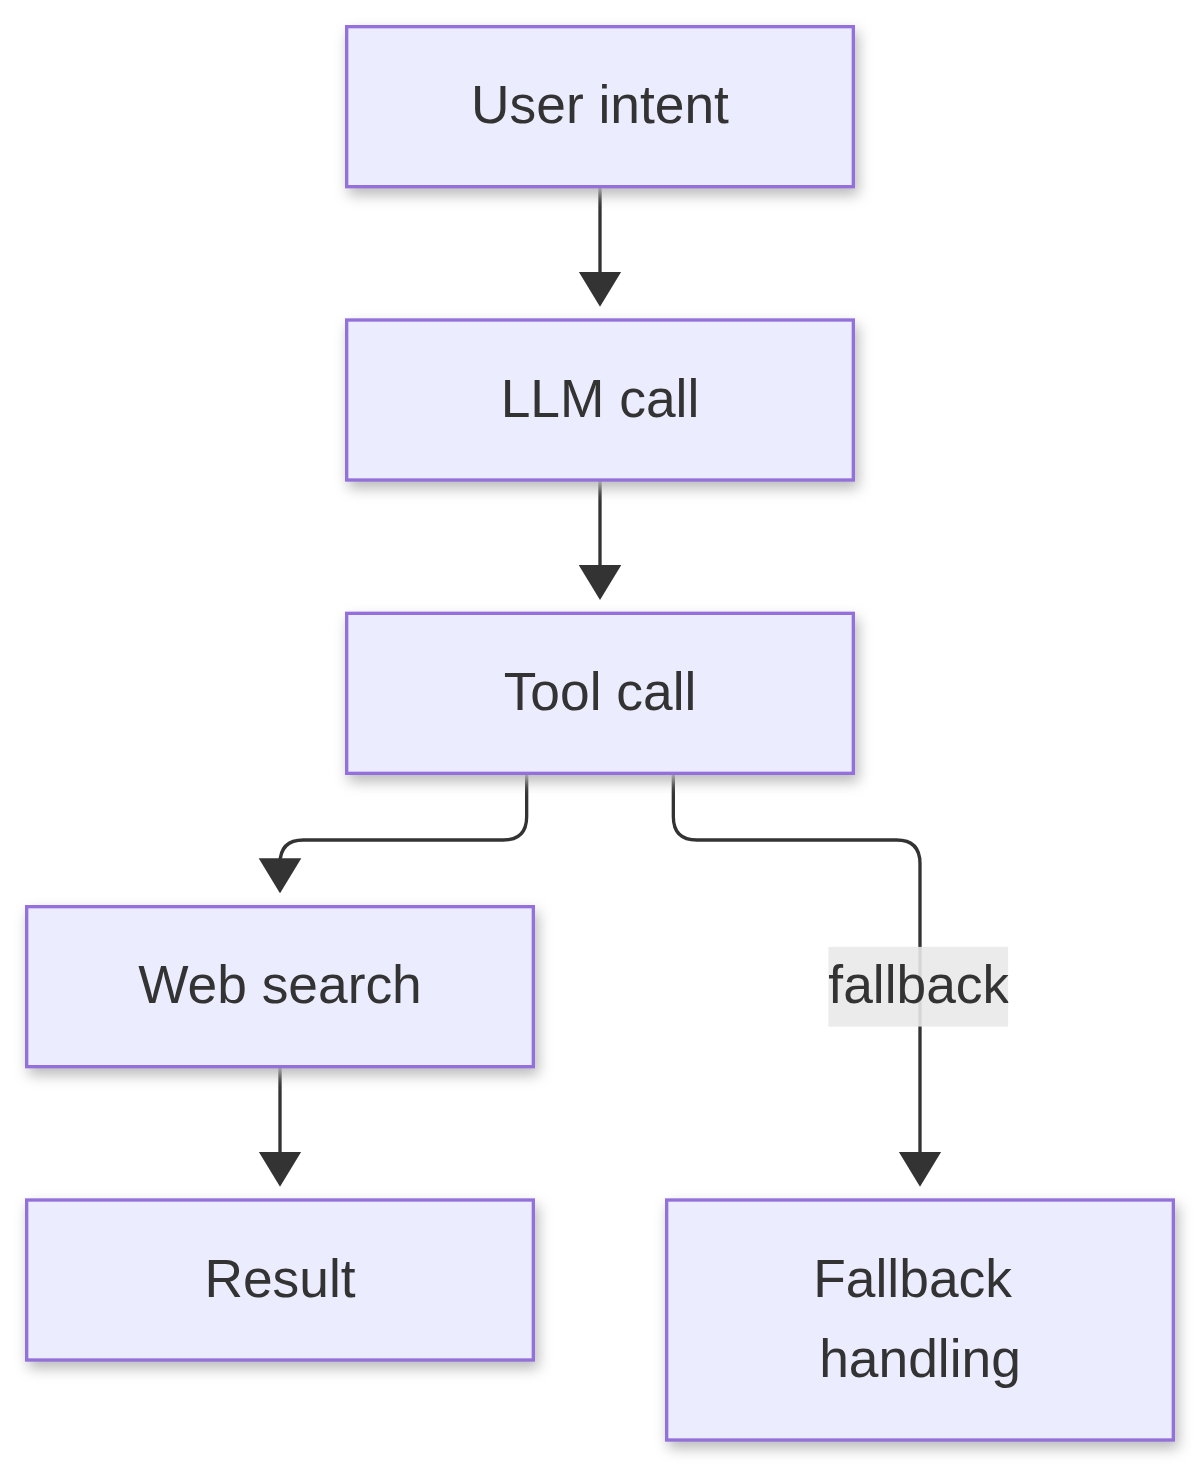 User intent
LLM call
Tool call
Web search
fallback
Result
Fallback
handling